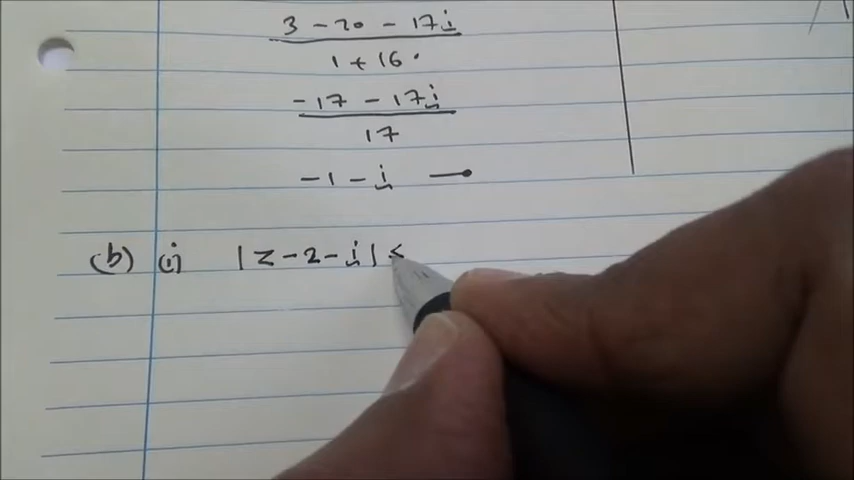 3 - 20 - 17i
1 + 16
-17 - 17i
17
-1 - i
(b) (i) |z - 2 - i| <